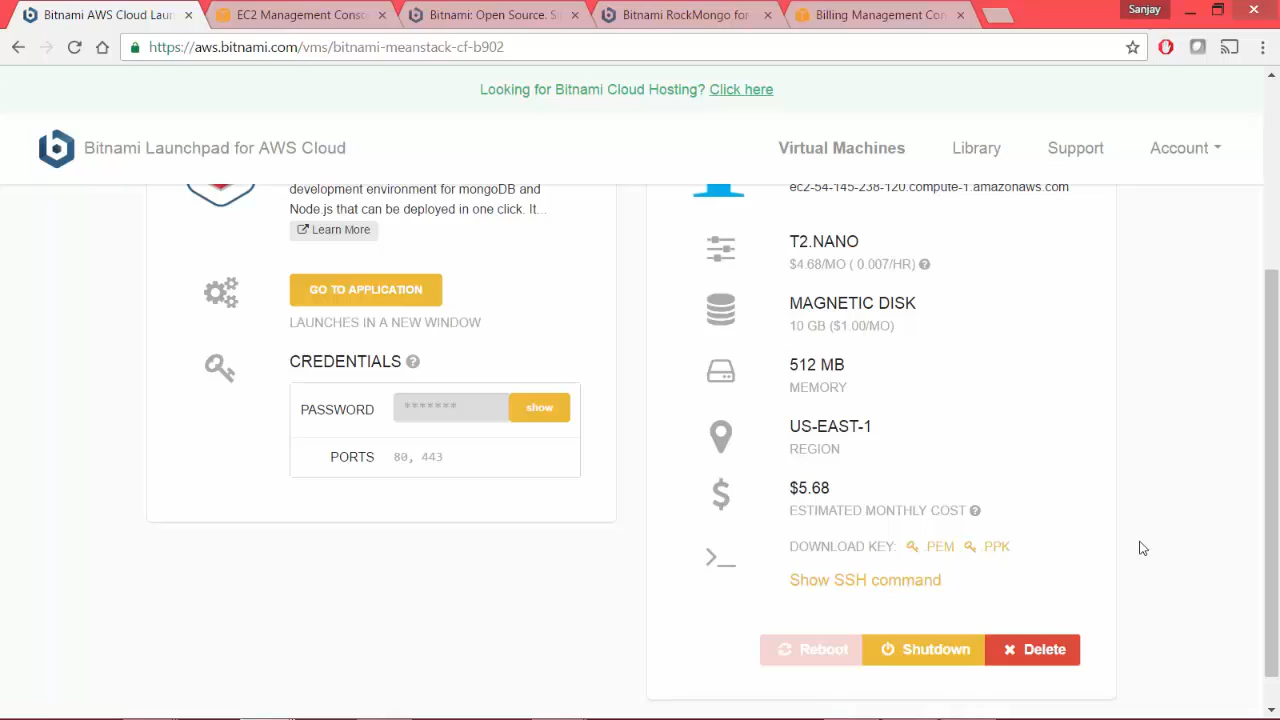 Bitnami AWS Cloud Laun
EC2 Management Consc
Bitnami: Open Source. Si
Bitnami RockMongo for
Billing Management Con
Sanjay
https://aws.bitnami.com/vms/bitnami-meanstack-cf-b902
Looking for Bitnami Cloud Hosting? Click here
Bitnami Launchpad for AWS Cloud
Virtual Machines
Library
Support
Account
development environment for mongoDB and
Node.js that can be deployed in one click. It...
Learn More
GO TO APPLICATION
LAUNCHES IN A NEW WINDOW
CREDENTIALS ?
PASSWORD ******* show
PORTS 80, 443
ec2-54-145-238-120.compute-1.amazonaws.com
T2.NANO
$4.68/MO ( 0.007/HR) ?
MAGNETIC DISK
10 GB ($1.00/MO)
512 MB
MEMORY
US-EAST-1
REGION
$5.68
ESTIMATED MONTHLY COST ?
DOWNLOAD KEY: PEM PPK
Show SSH command
Reboot
Shutdown
Delete